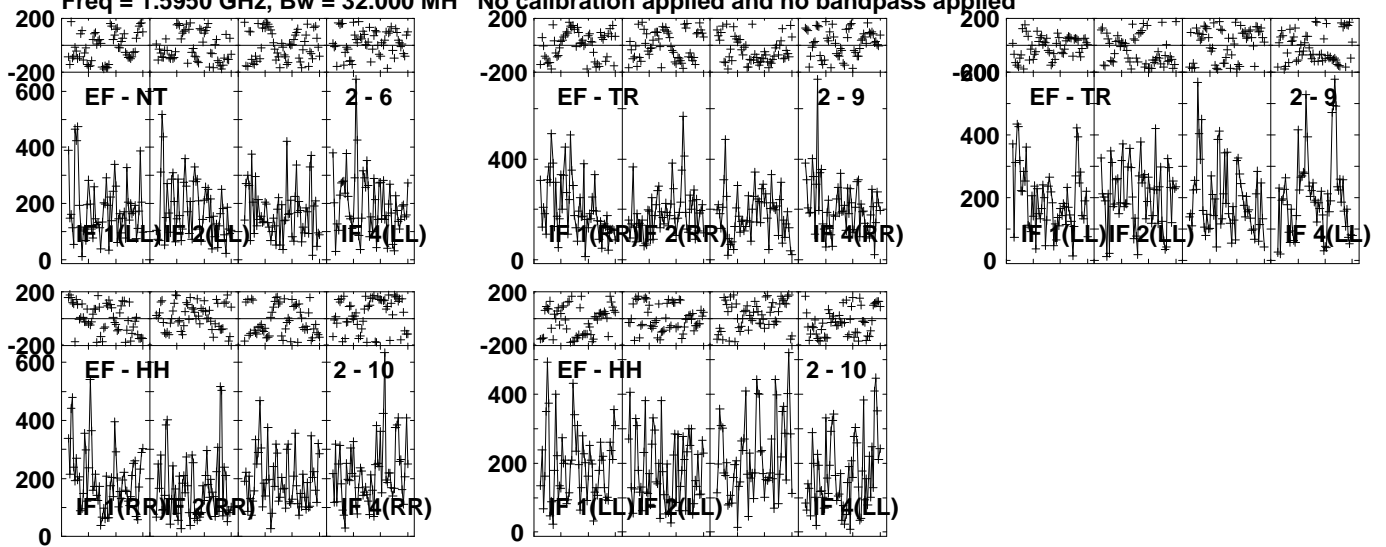 Freq = 1.5950 GHz, Bw = 32.000 MH No calibration applied and no bandpass applied
200 200 200
-200 -200
600 EF - NT 2 - 6 EF - TR 2 - 9 EF - TR 2 - 9
400 400 400
300
200 200
100
IF 1(LL) IF 2(LL) IF 4(LL) IF 1(RR) IF 2(RR) IF 4(RR) IF 1(LL) IF 2(LL) IF 4(LL)
0 0 0
200 200
-200 -200
600 EF - HH 2 - 10 EF - HH 2 - 10
400 400
200 200
IF 1(RR) IF 2(RR) IF 4(RR) IF 1(LL) IF 2(LL) IF 4(LL)
0 0